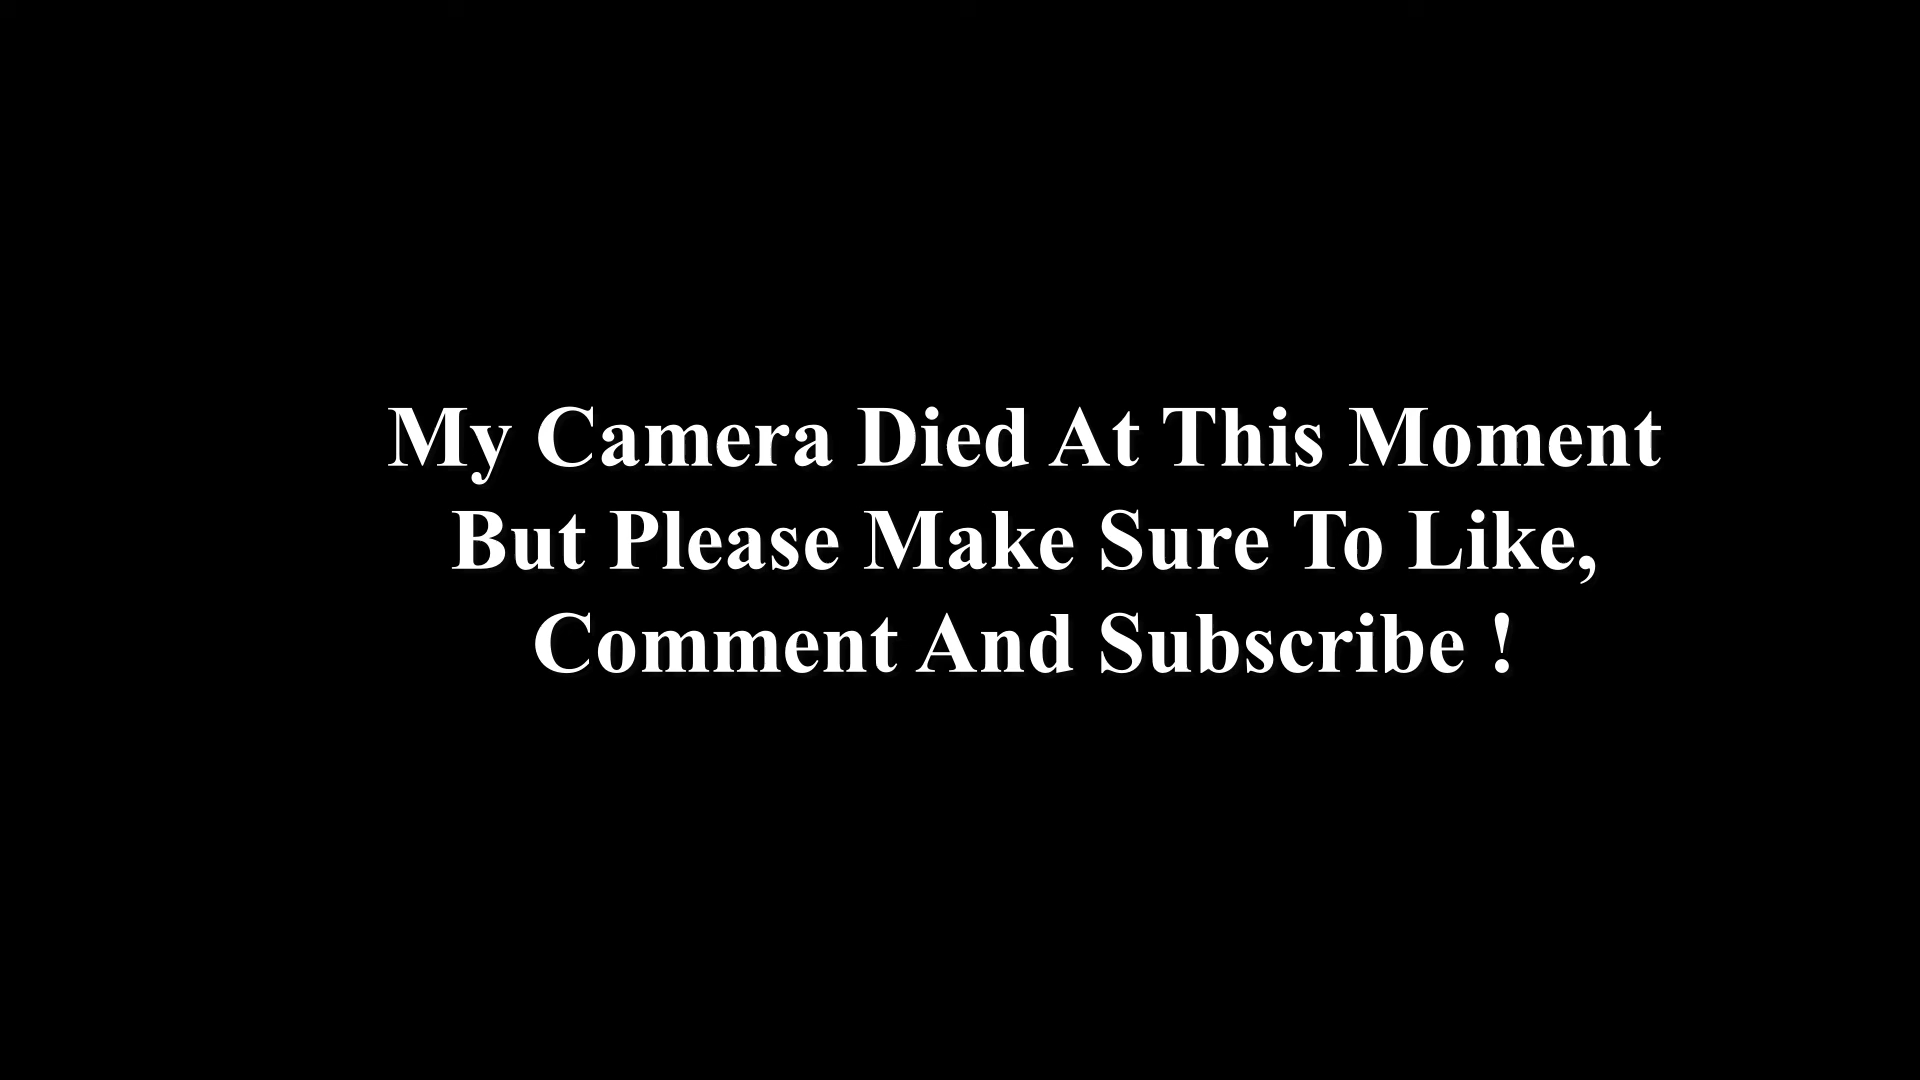 My Camera Died At This Moment
But Please Make Sure To Like,
Comment And Subscribe !